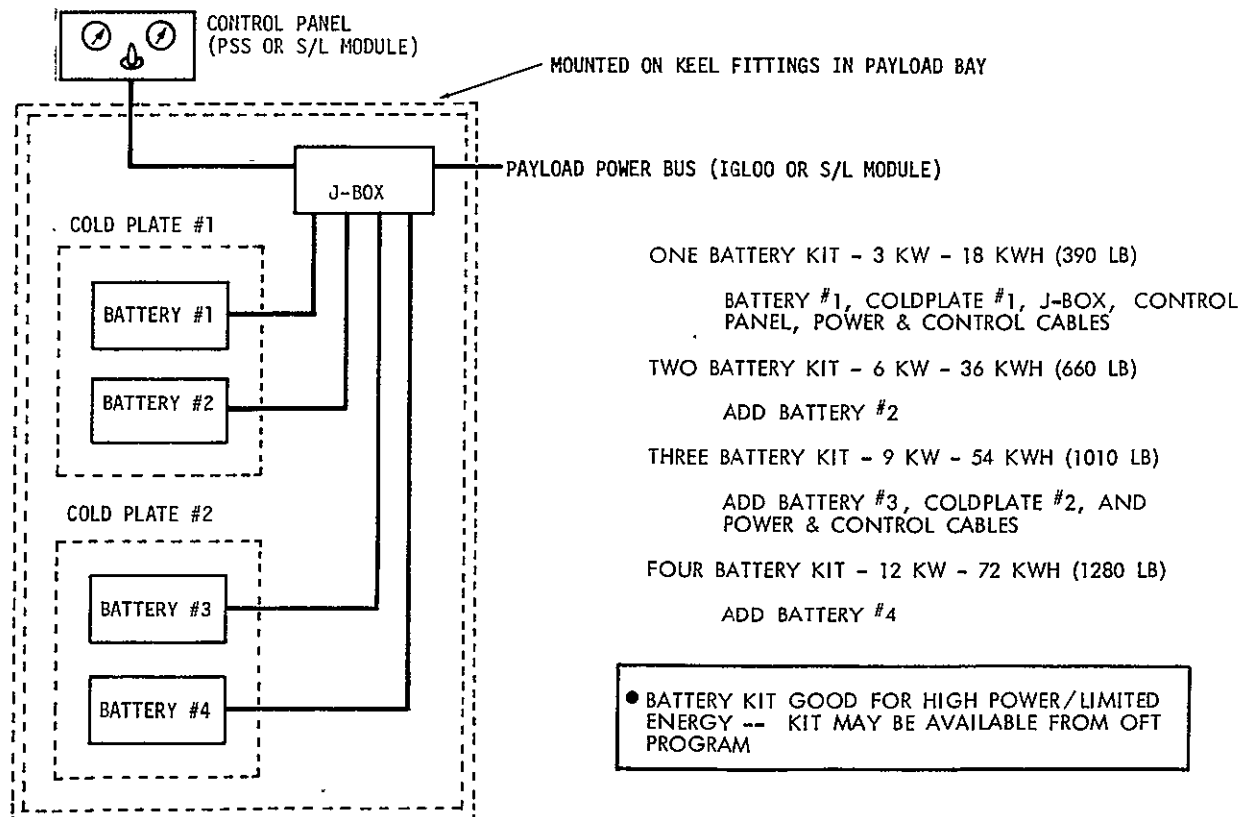 CONTROL PANEL
(PSS OR S/L MODULE)
MOUNTED ON KEEL FITTINGS IN PAYLOAD BAY
J-BOX
PAYLOAD POWER BUS (IGLOO OR S/L MODULE)
COLD PLATE #1
BATTERY #1
BATTERY #2
COLD PLATE #2
BATTERY #3
BATTERY #4
ONE BATTERY KIT - 3 KW - 18 KWH (390 LB)
BATTERY #1, COLDPLATE #1, J-BOX, CONTROL
PANEL, POWER & CONTROL CABLES
TWO BATTERY KIT - 6 KW - 36 KWH (660 LB)
ADD BATTERY #2
THREE BATTERY KIT - 9 KW - 54 KWH (1010 LB)
ADD BATTERY #3, COLDPLATE #2, AND
POWER & CONTROL CABLES
FOUR BATTERY KIT - 12 KW - 72 KWH (1280 LB)
ADD BATTERY #4
● BATTERY KIT GOOD FOR HIGH POWER/LIMITED
ENERGY -- KIT MAY BE AVAILABLE FROM OFT
PROGRAM